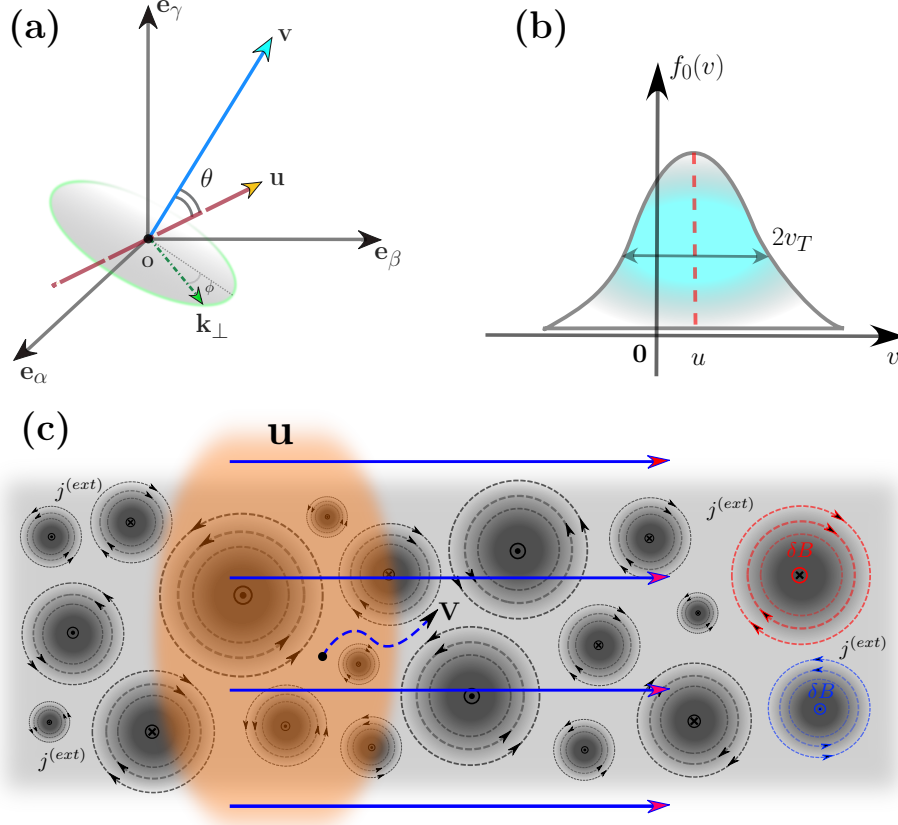 (a)
e_γ
v
θ
u
o
e_β
ϕ
k_⊥
e_α
(b)
f_0(v)
2v_T
0
u
v
(c)
u
j^{(ext)}
j^{(ext)}
δB
v
j^{(ext)}
δB
j^{(ext)}